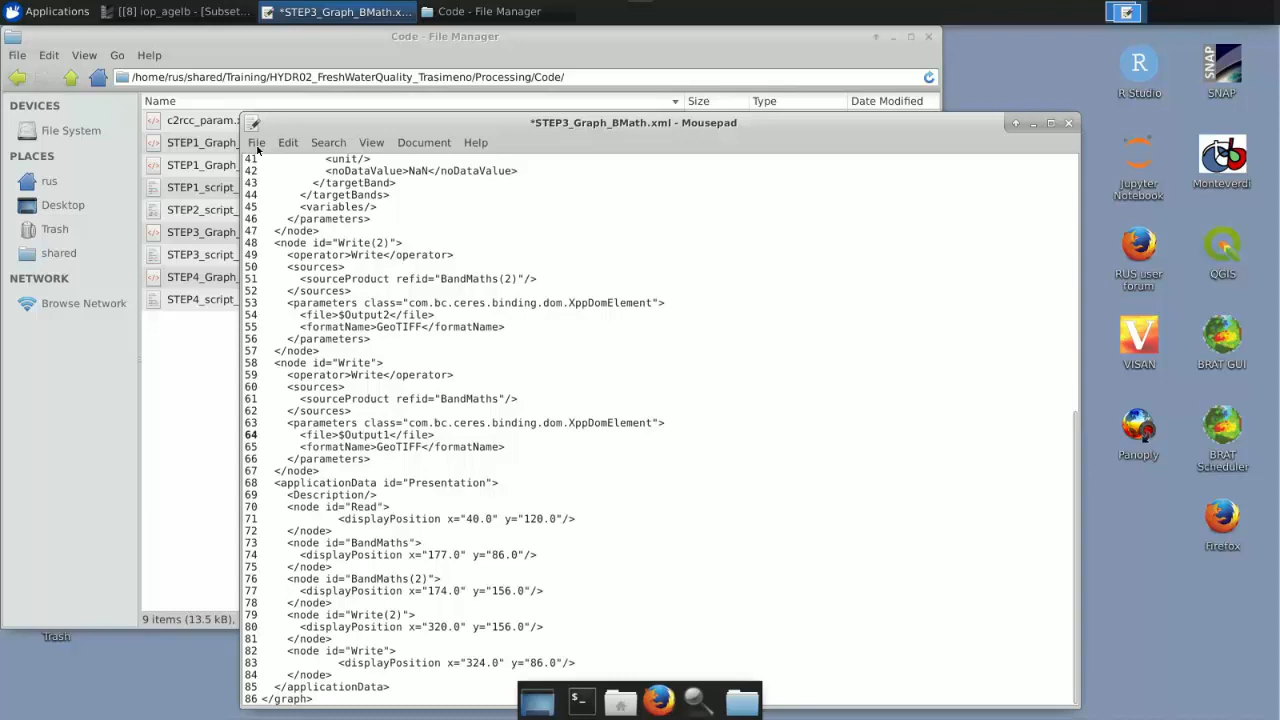 Applications
[[8] iop_agelb - [Subset...
*STEP3_Graph_BMath.x...
Code - File Manager
Code - File Manager
File Edit View Go Help
/home/rus/shared/Training/HYDR02_FreshWaterQuality_Trasimeno/Processing/Code/
DEVICES
File System
PLACES
rus
Desktop
Trash
shared
NETWORK
Browse Network
Name Size Type Date Modified
c2rcc_param.
STEP1_Graph_
STEP1_Graph_
STEP1_script_
STEP2_script_
STEP3_Graph_
STEP3_script_
STEP4_Graph_
STEP4_script_
9 items (13.5 kB),
Trash
*STEP3_Graph_BMath.xml - Mousepad
File Edit Search View Document Help
41 <unit/>
42 <noDataValue>NaN</noDataValue>
43 </targetBand>
44 </targetBands>
45 <variables/>
46 </parameters>
47 </node>
48 <node id="Write(2)">
49 <operator>Write</operator>
50 <sources>
51 <sourceProduct refid="BandMaths(2)"/>
52 </sources>
53 <parameters class="com.bc.ceres.binding.dom.XppDomElement">
54 <file>$Output2</file>
55 <formatName>GeoTIFF</formatName>
56 </parameters>
57 </node>
58 <node id="Write">
59 <operator>Write</operator>
60 <sources>
61 <sourceProduct refid="BandMaths"/>
62 </sources>
63 <parameters class="com.bc.ceres.binding.dom.XppDomElement">
64 <file>$Output1</file>
65 <formatName>GeoTIFF</formatName>
66 </parameters>
67 </node>
68 <applicationData id="Presentation">
69 <Description/>
70 <node id="Read">
71 <displayPosition x="40.0" y="120.0"/>
72 </node>
73 <node id="BandMaths">
74 <displayPosition x="177.0" y="86.0"/>
75 </node>
76 <node id="BandMaths(2)">
77 <displayPosition x="174.0" y="156.0"/>
78 </node>
79 <node id="Write(2)">
80 <displayPosition x="320.0" y="156.0"/>
81 </node>
82 <node id="Write">
83 <displayPosition x="324.0" y="86.0"/>
84 </node>
85 </applicationData>
86 </graph>
R
R Studio
SNAP
SNAP
Jupyter
Notebook
Monteverdi
RUS user
forum
QGIS
V
VISAN
BRAT GUI
Panoply
BRAT
Scheduler
Firefox